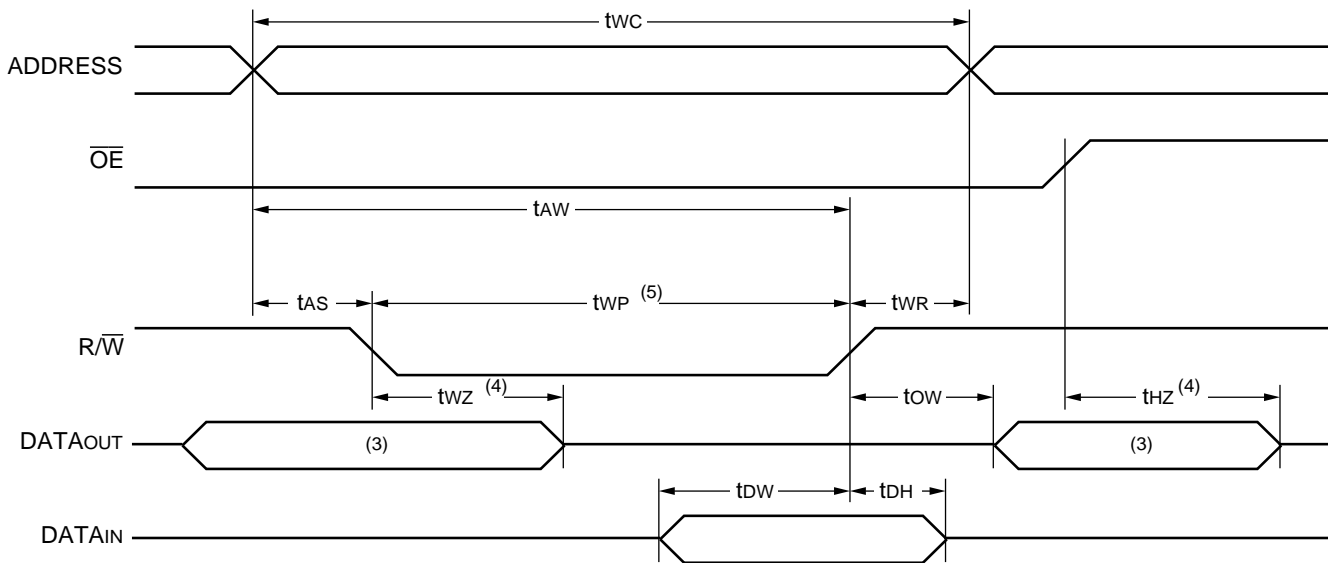 tWC
ADDRESS
OE
tAW
tAS
tWP (5)
tWR
R/W
tWZ (4)
tOW
tHZ (4)
DATAOUT
(3)
(3)
tDW
tDH
DATAIN